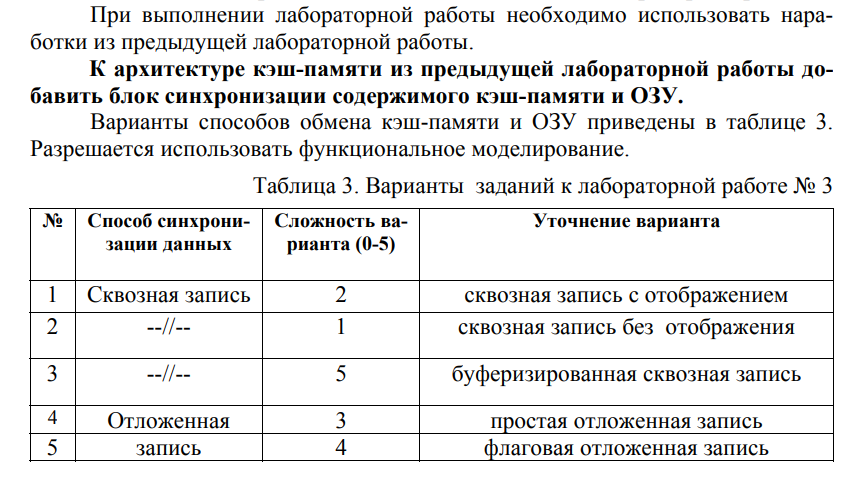 При выполнении лабораторной работы необходимо использовать нара-
ботки из предыдущей лабораторной работы.
К архитектуре кэш-памяти из предыдущей лабораторной работы до-
бавить блок синхронизации содержимого кэш-памяти и ОЗУ.
Варианты способов обмена кэш-памяти и ОЗУ приведены в таблице 3.
Разрешается использовать функциональное моделирование.
Таблица 3. Варианты заданий к лабораторной работе № 3
№ Способ синхрони- Сложность ва- Уточнение варианта
зации данных рианта (0-5)
1 Сквозная запись 2 сквозная запись с отображением
2 --//-- 1 сквозная запись без отображения
3 --//-- 5 буферизированная сквозная запись
4 Отложенная 3 простая отложенная запись
5 запись 4 флаговая отложенная запись